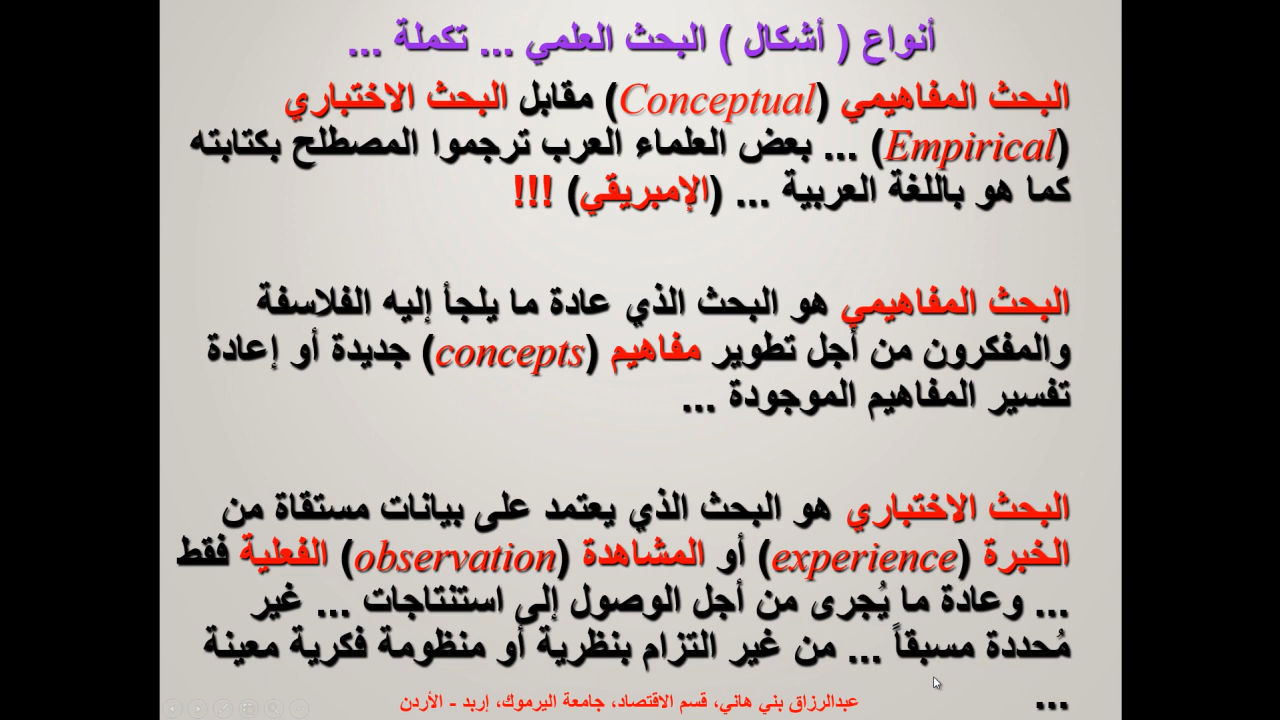 أنواع ( أشكال ) البحث العلمي ... تكملة ...
البحث المفاهيمي (Conceptual) مقابل البحث الاختباري
(Empirical) ... بعض العلماء العرب ترجموا المصطلح بكتابته
كما هو باللغة العربية ... (الإمبريقي) !!!
البحث المفاهيمي هو البحث الذي عادة ما يلجأ إليه الفلاسفة
والمفكرون من أجل تطوير مفاهيم (concepts) جديدة أو إعادة
تفسير المفاهيم الموجودة ...
البحث الاختباري هو البحث الذي يعتمد على بيانات مستقاة من
الخبرة (experience) أو المشاهدة (observation) الفعلية فقط
... وعادة ما يُجرى من أجل الوصول إلى استنتاجات ... غير
مُحددة مسبقاً ... من غير التزام بنظرية أو منظومة فكرية معينة
...
عبدالرزاق بني هاني، قسم الاقتصاد، جامعة اليرموك، إربد - الأردن